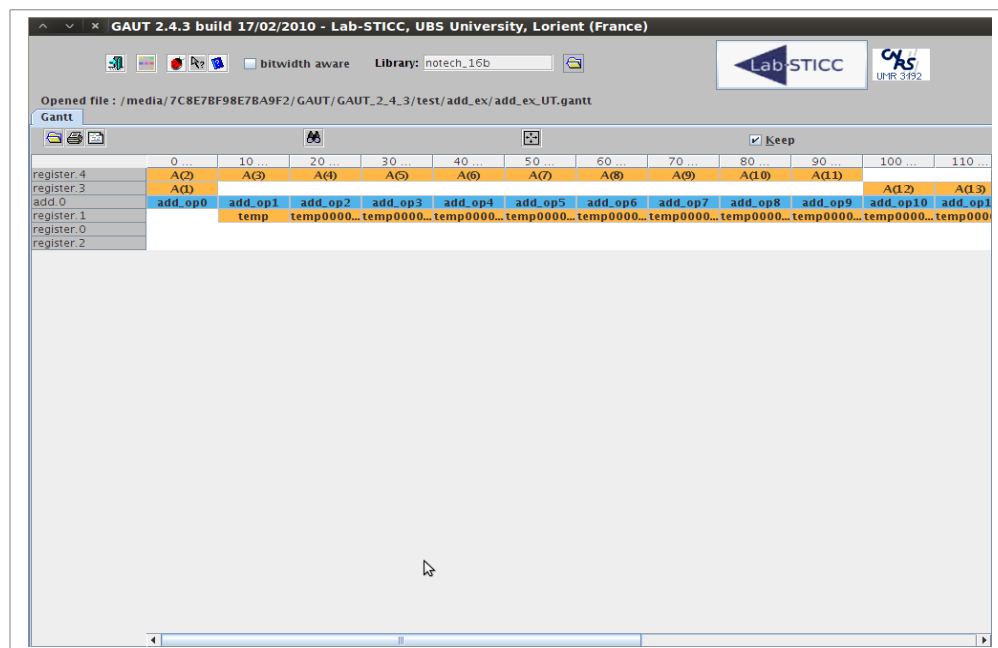 GAUT 2.4.3 build 17/02/2010 - Lab-STICC, UBS University, Lorient (France)
bitwidth aware Library: notech_16b
Lab-STICC
CNRS
UMR 3192
Opened file : /media/7C8E7BF98E7BA9F2/GAUT/GAUT_2_4_3/test/add_ex/add_ex_UT.gantt
Gantt
Keep
0 ... 10 ... 20 ... 30 ... 40 ... 50 ... 60 ... 70 ... 80 ... 90 ... 100 ... 110 ...
register.4 A(2) A(3) A(4) A(5) A(6) A(7) A(8) A(9) A(10) A(11)
register.3 A(1) A(12) A(13)
add.0 add_op0 add_op1 add_op2 add_op3 add_op4 add_op5 add_op6 add_op7 add_op8 add_op9 add_op10 add_op1
register.1 temp temp0000... temp0000... temp0000... temp0000... temp0000... temp0000... temp0000... temp0000... temp0000... temp000
register.0
register.2